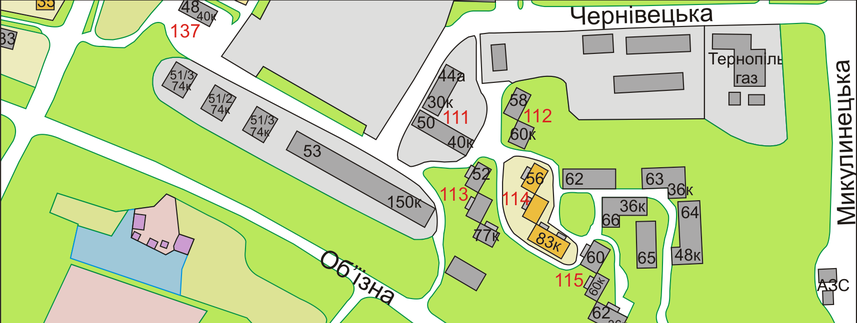 35
48
40к
33
137
Чернівецька
Тернопіль
газ
Микулинецька
51/3
74к
51/2
74к
51/3
74к
53
150к
44а
30к
111
50
40к
58
112
60к
52
113
77к
56
114
83к
62
63
36к
36к
66
64
65
48к
60
115
60к
62
Об'їзна
АЗС